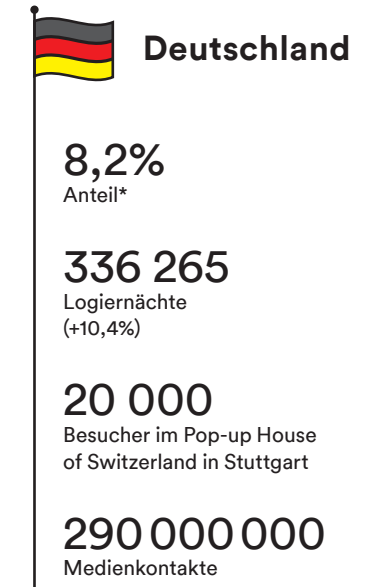 Deutschland
8,2%
Anteil*
336 265
Logiernächte
(+10,4%)
20 000
Besucher im Pop-up House
of Switzerland in Stuttgart
290 000 000
Medienkontakte